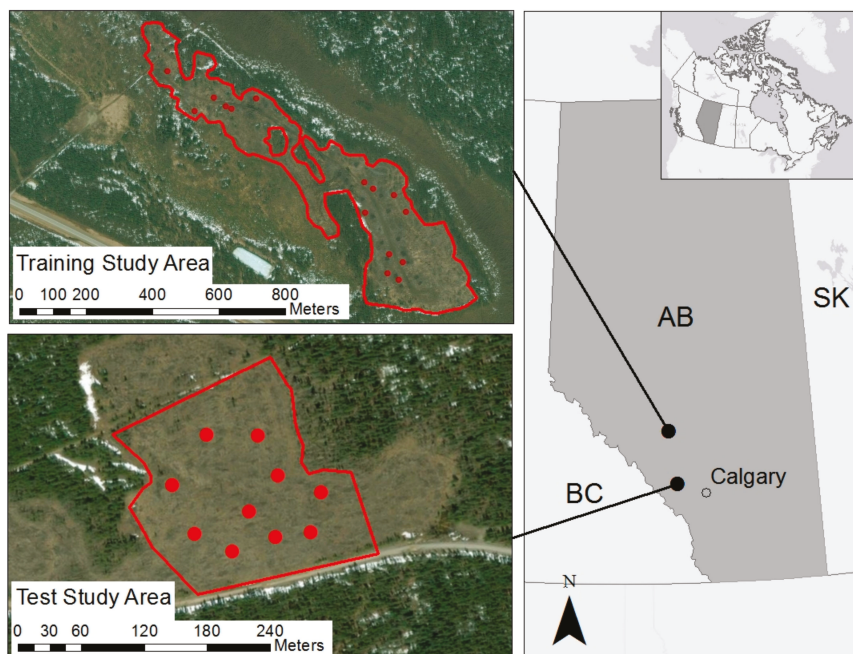 Training Study Area
0 100 200 400 600 800
Meters
Test Study Area
0 30 60 120 180 240
Meters
AB
SK
BC
Calgary
N